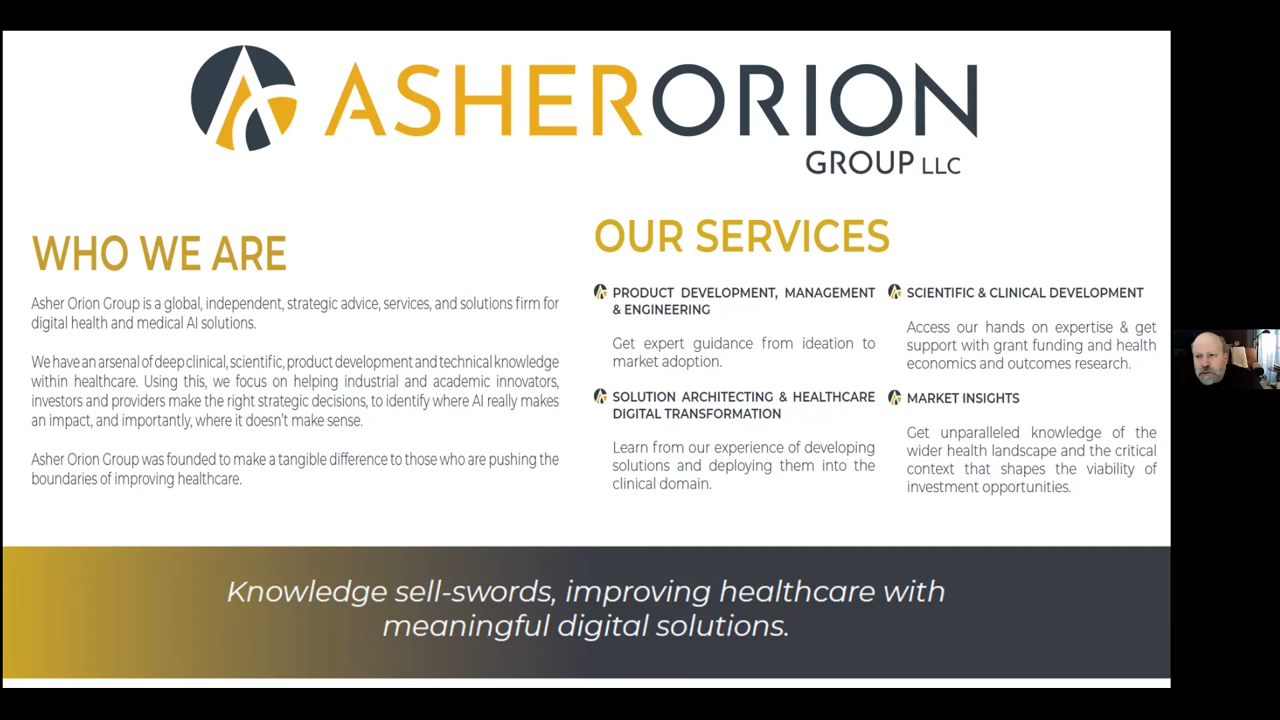 ASHERORION
GROUP LLC
WHO WE ARE
Asher Orion Group is a global, independent, strategic advice, services, and solutions firm for
digital health and medical AI solutions.
We have an arsenal of deep clinical, scientific, product development and technical knowledge
within healthcare. Using this, we focus on helping industrial and academic innovators,
investors and providers make the right strategic decisions, to identify where AI really makes
an impact, and importantly, where it doesn't make sense.
Asher Orion Group was founded to make a tangible difference to those who are pushing the
boundaries of improving healthcare.
OUR SERVICES
PRODUCT DEVELOPMENT, MANAGEMENT
& ENGINEERING
Get expert guidance from ideation to
market adoption.
SOLUTION ARCHITECTING & HEALTHCARE
DIGITAL TRANSFORMATION
Learn from our experience of developing
solutions and deploying them into the
clinical domain.
SCIENTIFIC & CLINICAL DEVELOPMENT
Access our hands on expertise & get
support with grant funding and health
economics and outcomes research.
MARKET INSIGHTS
Get unparalleled knowledge of the
wider health landscape and the critical
context that shapes the viability of
investment opportunities.
Knowledge sell-swords, improving healthcare with
meaningful digital solutions.